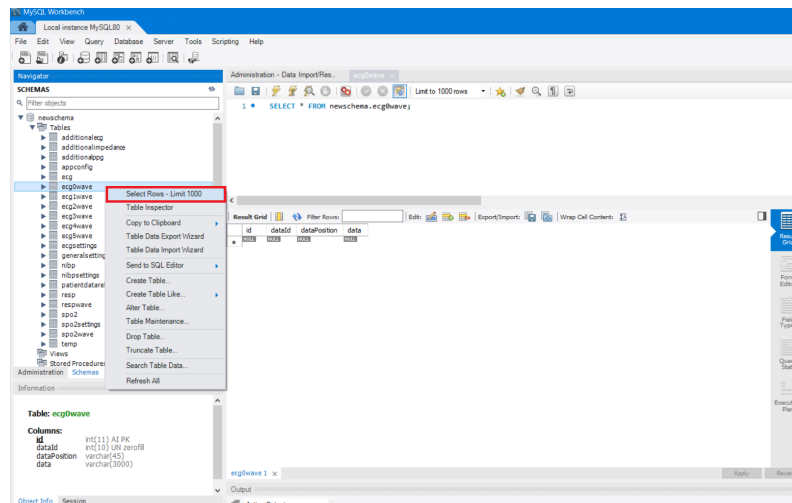 MySQL Workbench
Local instance MySQL80 ×
File Edit View Query Database Server Tools Scripting Help
Navigator
SCHEMAS
Filter objects
newschema
Tables
additionalecg
additionalimpedance
additionalppg
appconfig
ecg
ecg0wave
ecg1wave
ecg2wave
ecg3wave
ecg4wave
ecg5wave
ecgsettings
generalsetting
nibp
nibpsettings
patientdatarel
resp
respwave
spo2
spo2settings
spo2wave
temp
Views
Stored Procedures
Administration Schemas
Information
Table: ecg0wave
Columns:
id int(11) AI PK
dataId int(10) UN zerofill
dataPosition varchar(45)
data varchar(3000)
Object Info Session
Select Rows - Limit 1000
Table Inspector
Copy to Clipboard
Table Data Export Wizard
Table Data Import Wizard
Send to SQL Editor
Create Table...
Create Table Like...
Alter Table...
Table Maintenance...
Drop Table...
Truncate Table...
Search Table Data...
Refresh All
Administration - Data Import/Res... ecg0wave ×
Limit to 1000 rows
1 SELECT * FROM newschema.ecg0wave;
Result Grid Filter Rows: Edit: Export/Import: Wrap Cell Content:
id dataId dataPosition data
NULL NULL NULL NULL
Form
Field
ecg0wave 1 × Apply
Output